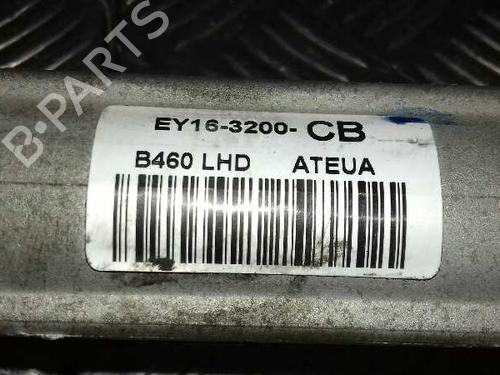 B-PARTS
EY16-3200- CB
B460 LHD ATEUA